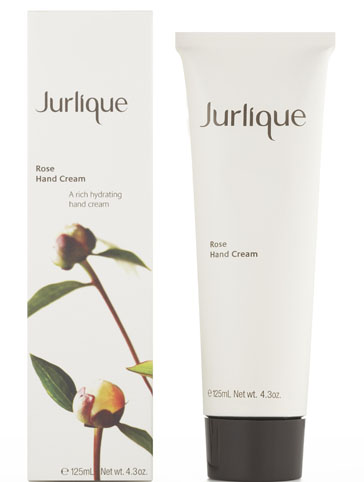 Jurlique
Rose
Hand Cream
A rich hydrating
hand cream
℮125mL Net wt. 4.3oz.
Jurlique
Rose
Hand Cream
℮125mL Net wt. 4.3oz.